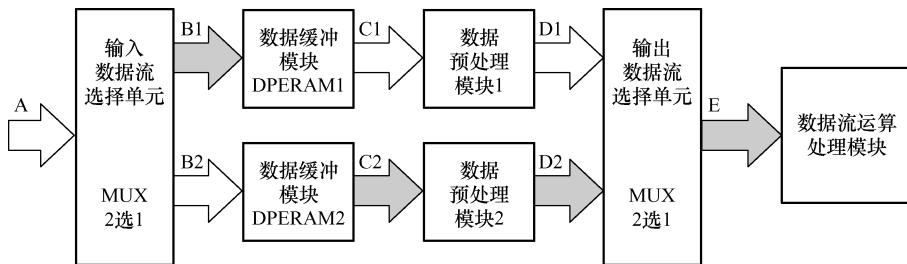 A
输入
数据流
选择单元
MUX
2选1
B1
数据缓冲
模块
DPERAM1
C1
数据
预处理
模块1
D1
B2
数据缓冲
模块
DPERAM2
C2
数据
预处理
模块2
D2
输出
数据流
选择单元
MUX
2选1
E
数据流运算
处理模块